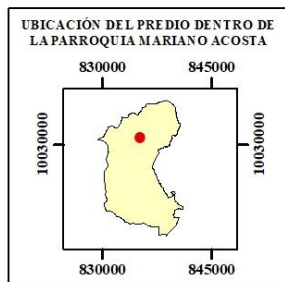 UBICACIÓN DEL PREDIO DENTRO DE
LA PARROQUIA MARIANO ACOSTA
830000 845000
10030000 10030000
830000 845000